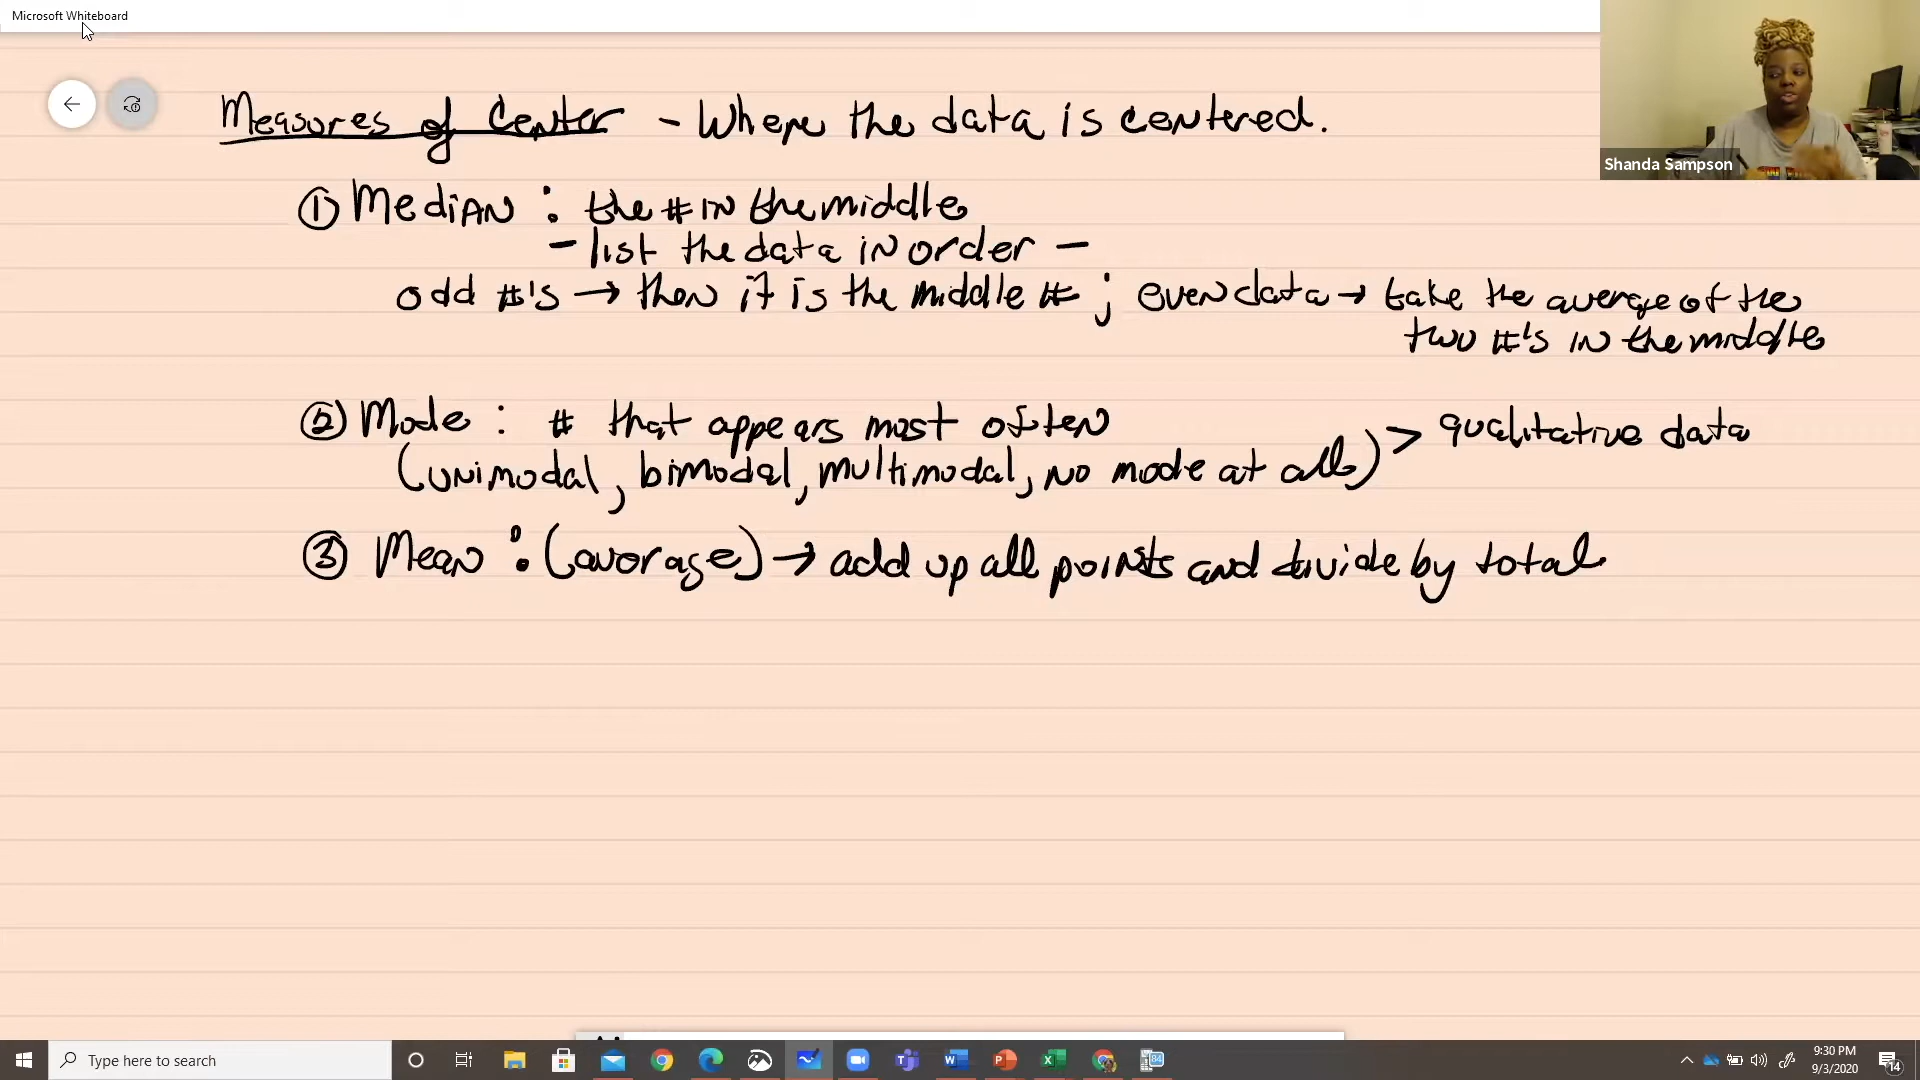 Microsoft Whiteboard
Shanda Sampson
Measures of Center - Where the data is centered.
① Median : the # in the middle
- list the data in order -
odd #'s → then it is the middle # ; even data → take the average of the
two #'s in the middle
② Mode : # that appears most often
(unimodal, bimodal, multimodal, no mode at all) > qualitative data
③ Mean : (average) → add up all points and divide by total
Type here to search
84
9:30 PM
9/3/2020
14